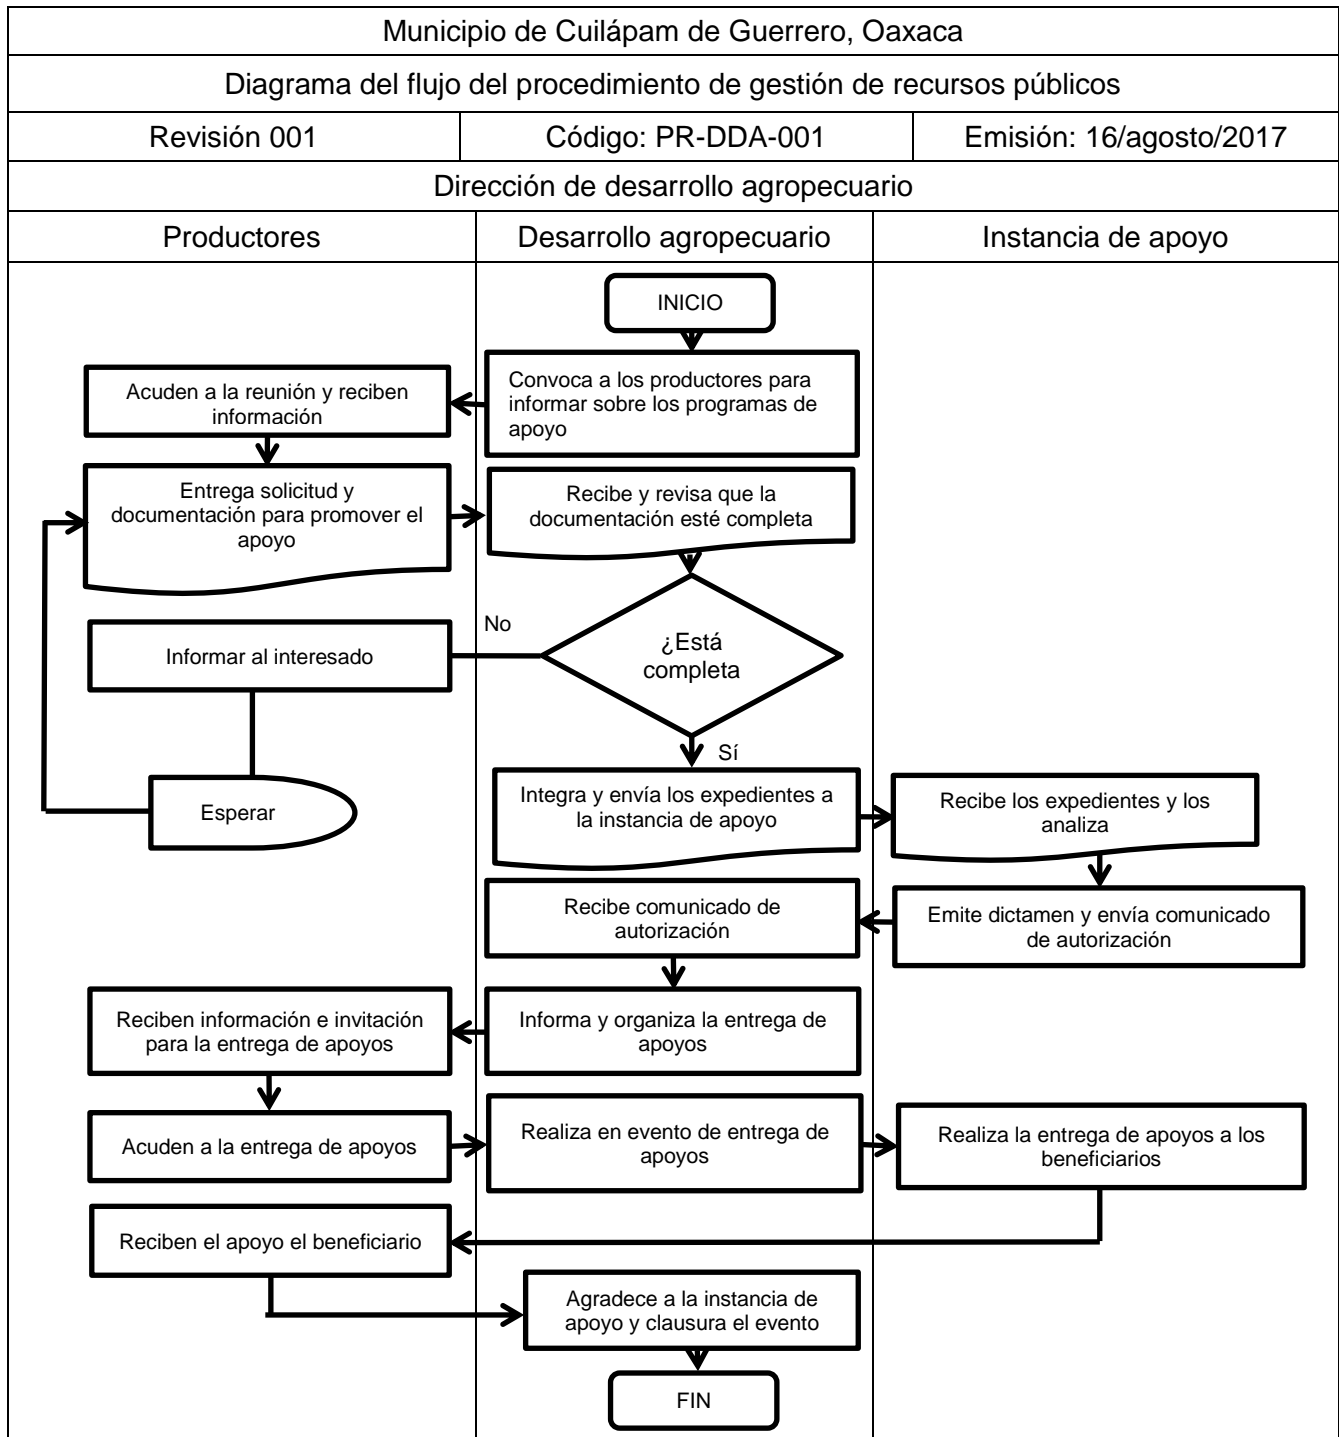 Municipio de Cuilápam de Guerrero, Oaxaca
Diagrama del flujo del procedimiento de gestión de recursos públicos
Revisión 001
Código: PR-DDA-001
Emisión: 16/agosto/2017
Dirección de desarrollo agropecuario
Productores
Desarrollo agropecuario
Instancia de apoyo
INICIO
Convoca a los productores para
informar sobre los programas de
apoyo
Acuden a la reunión y reciben
información
Entrega solicitud y
documentación para promover el
apoyo
Recibe y revisa que la
documentación esté completa
¿Está
completa
No
Informar al interesado
Esperar
Sí
Integra y envía los expedientes a
la instancia de apoyo
Recibe los expedientes y los
analiza
Emite dictamen y envía comunicado
de autorización
Recibe comunicado de
autorización
Informa y organiza la entrega de
apoyos
Reciben información e invitación
para la entrega de apoyos
Acuden a la entrega de apoyos
Realiza en evento de entrega de
apoyos
Realiza la entrega de apoyos a los
beneficiarios
Reciben el apoyo el beneficiario
Agradece a la instancia de
apoyo y clausura el evento
FIN